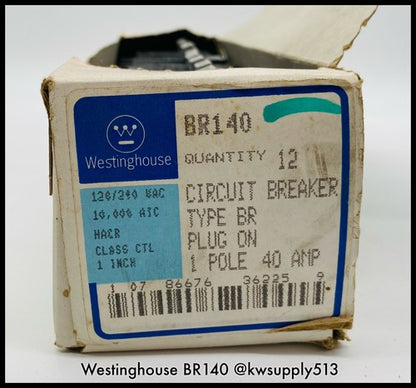 BR140
QUANTITY 12
Westinghouse
120/240 VAC
10,000 AIC
HACR
CLASS CTL
1 INCH
CIRCUIT BREAKER
TYPE BR
PLUG ON
1 POLE 40 AMP
1 07 86676 36225 9
Westinghouse BR140 @kwsupply513